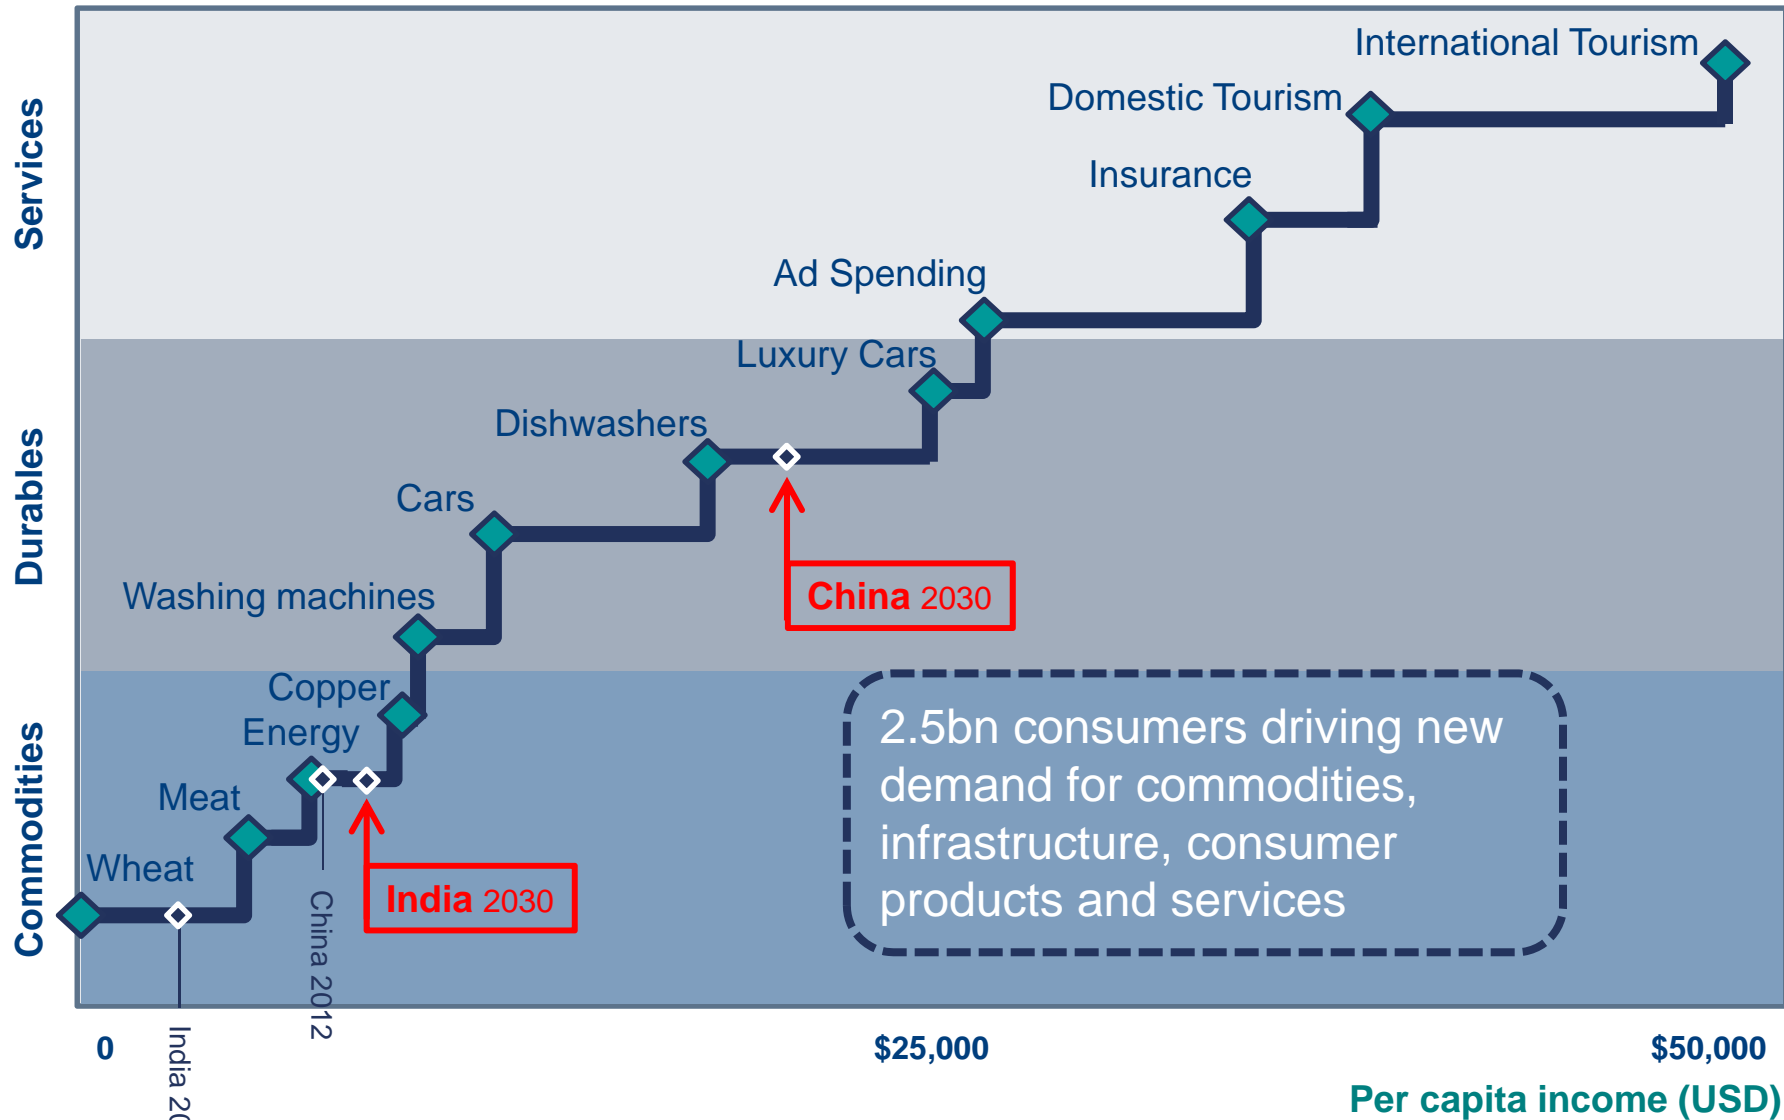 International Tourism
Domestic Tourism
Insurance
Ad Spending
Services
Luxury Cars
Dishwashers
Cars
Durables
Washing machines
China 2030
Copper
Energy
Meat
Wheat
Commodities
India 2030
2.5bn consumers driving new
demand for commodities,
infrastructure, consumer
products and services
China 2012
India
0
$25,000
$50,000
Per capita income (USD)